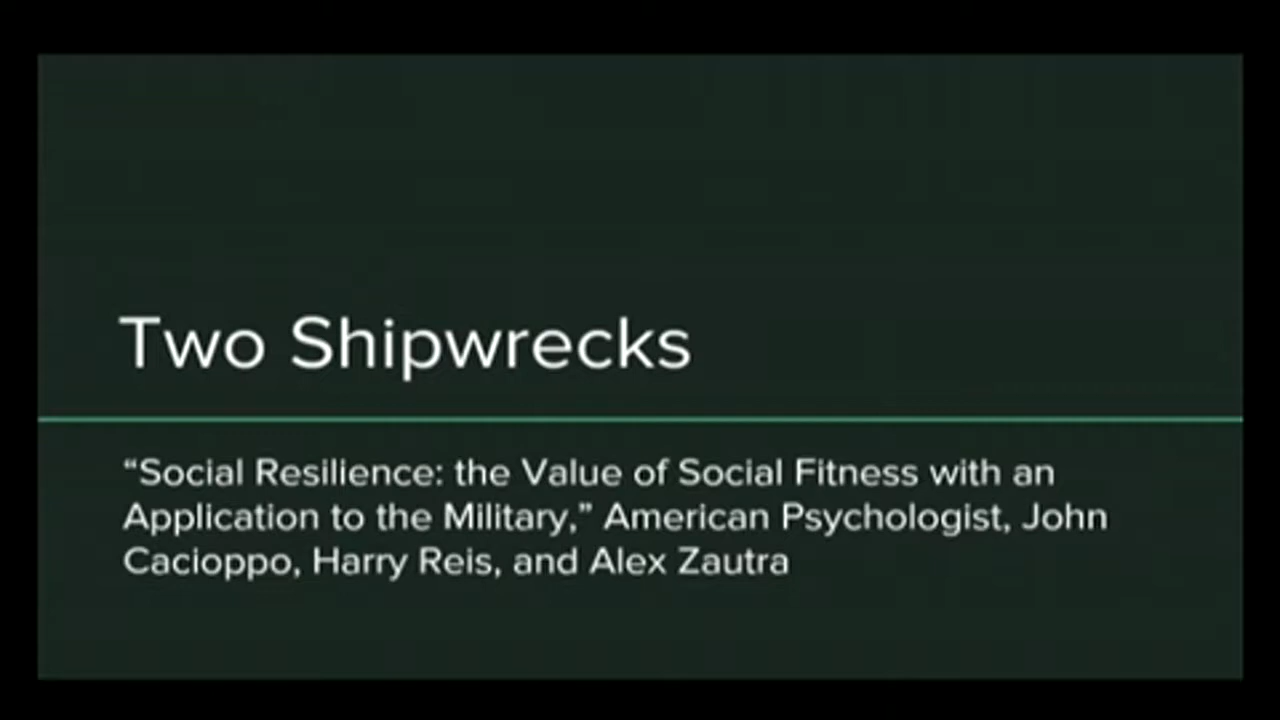 Two Shipwrecks
“Social Resilience: the Value of Social Fitness with an
Application to the Military,” American Psychologist, John
Cacioppo, Harry Reis, and Alex Zautra